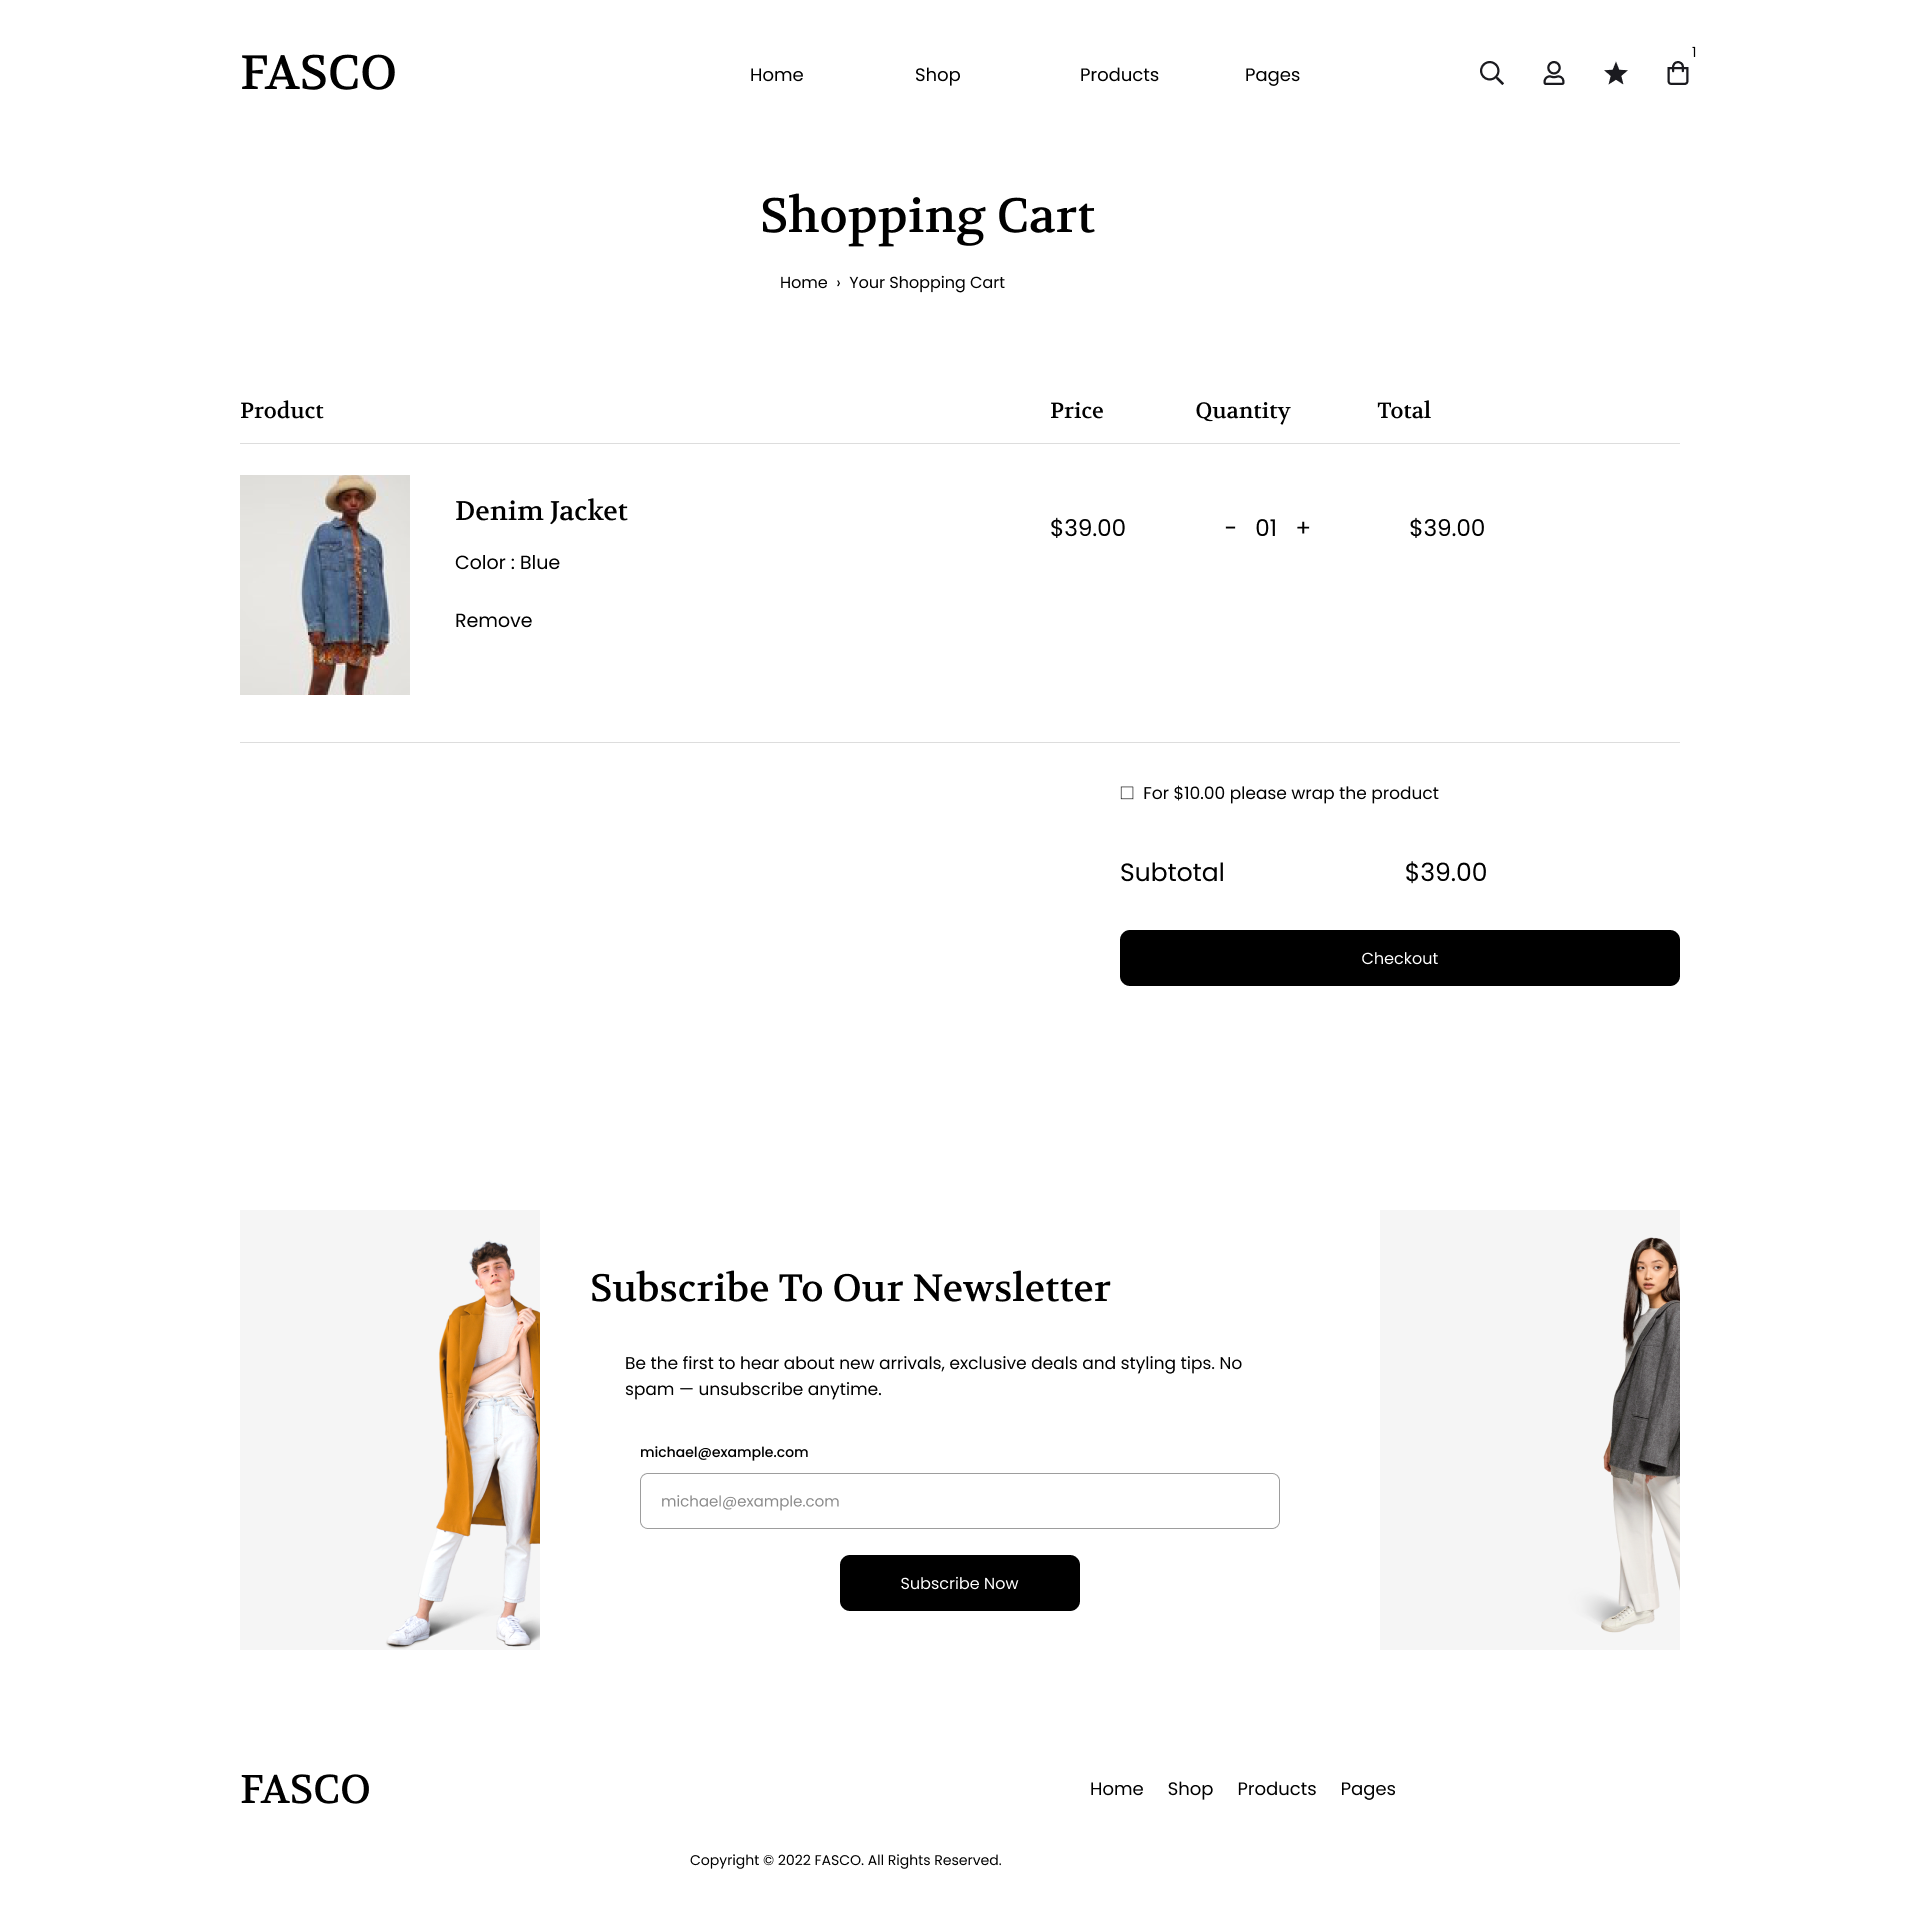 FASCO
Home
Shop
Products
Pages
1
Shopping Cart
Home › Your Shopping Cart
Product
Price
Quantity
Total
Denim Jacket
Color : Blue
Remove
$39.00
- 01 +
$39.00
For $10.00 please wrap the product
Subtotal
$39.00
Checkout
Subscribe To Our Newsletter
Be the first to hear about new arrivals, exclusive deals and styling tips. No
spam — unsubscribe anytime.
michael@example.com
michael@example.com
Subscribe Now
FASCO
Home
Shop
Products
Pages
Copyright © 2022 FASCO. All Rights Reserved.